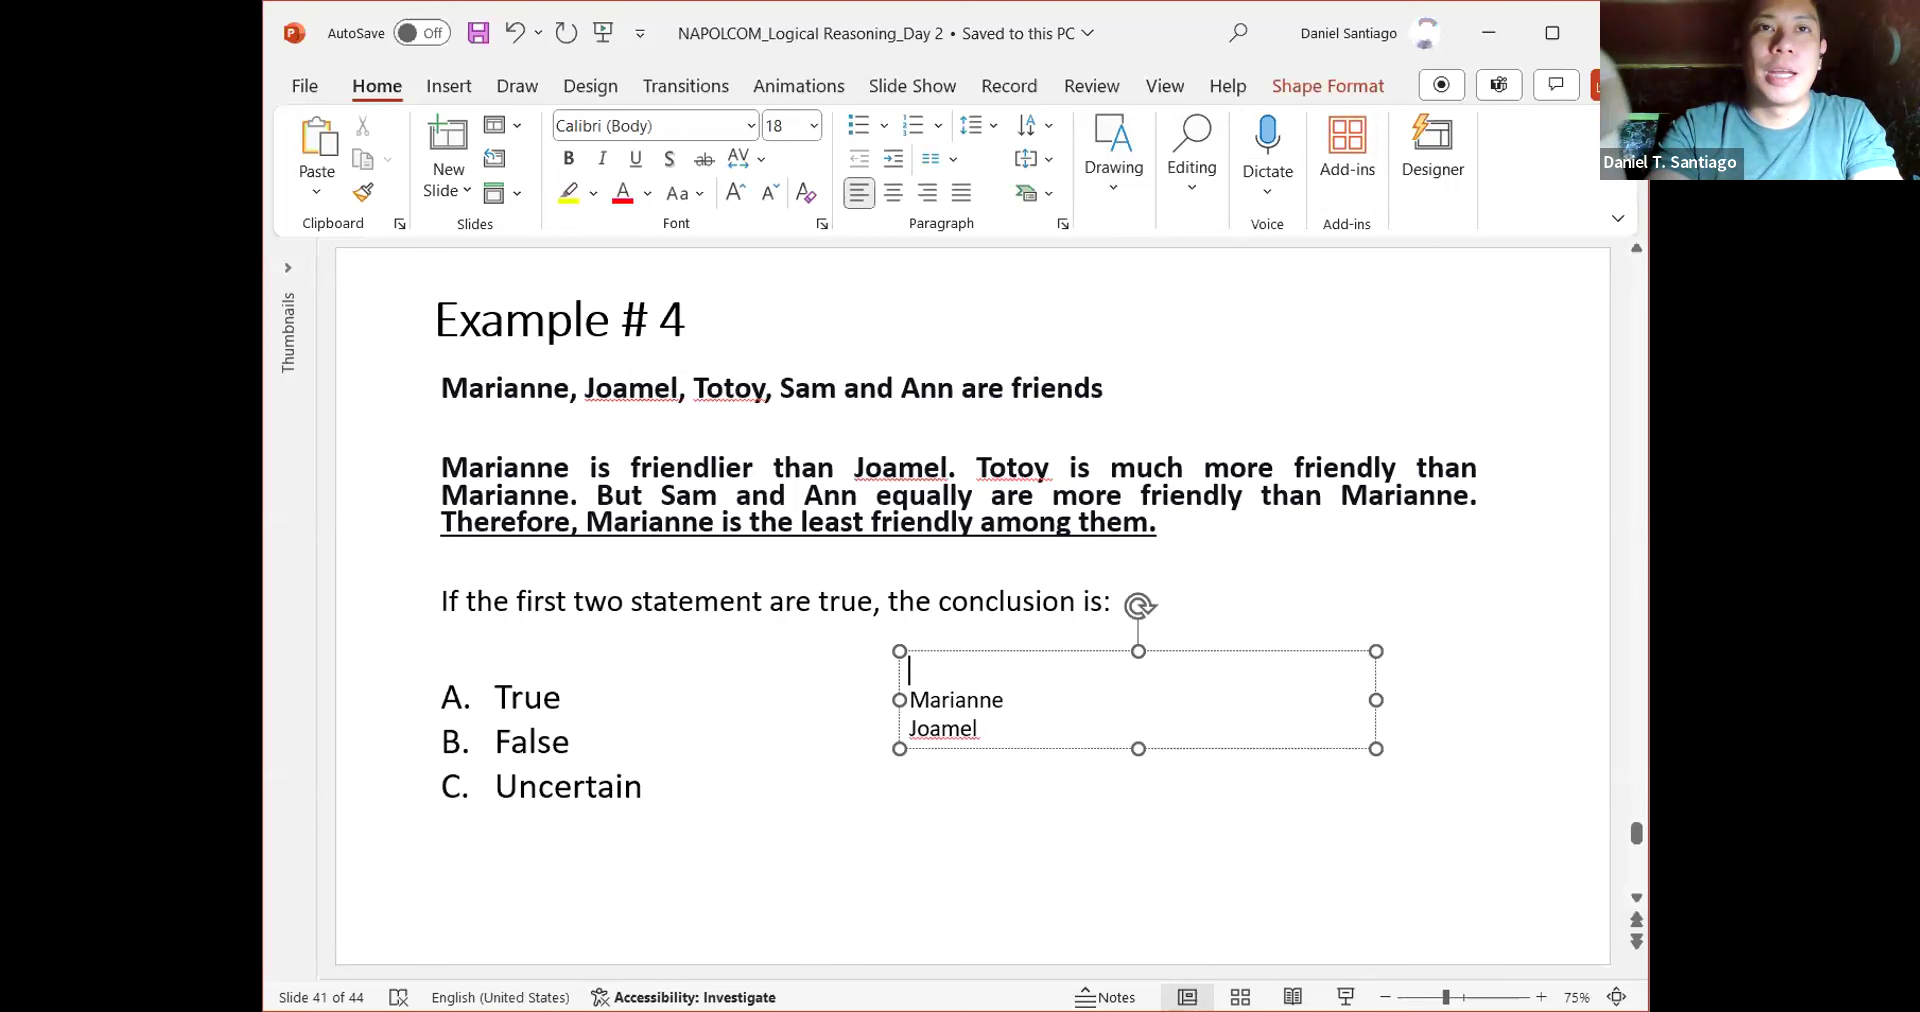 AutoSave Off NAPOLCOM_Logical Reasoning_Day 2 • Saved to this PC Daniel Santiago
File Home Insert Draw Design Transitions Animations Slide Show Record Review View Help Shape Format
Calibri (Body) 18
Paste New Slide Drawing Editing Dictate Add-ins Designer
Clipboard Slides Font Paragraph Voice Add-ins
Daniel T. Santiago
Thumbnails
Example # 4
Marianne, Joamel, Totoy, Sam and Ann are friends
Marianne is friendlier than Joamel. Totoy is much more friendly than
Marianne. But Sam and Ann equally are more friendly than Marianne.
Therefore, Marianne is the least friendly among them.
If the first two statement are true, the conclusion is:
A. True
B. False
C. Uncertain
Marianne
Joamel
Slide 41 of 44 English (United States) Accessibility: Investigate Notes 75%